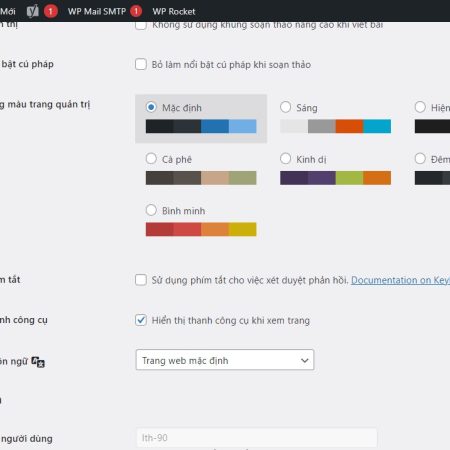 Mới 1 WP Mail SMTP 1 WP Rocket
thị Không sử dụng khung soạn thảo nâng cao khi viết bài
bật cú pháp Bỏ làm nổi bật cú pháp khi soạn thảo
g màu trang quản trị Mặc định Sáng Hiện
Cà phê Kinh dị Đêm
Bình minh
m tắt Sử dụng phím tắt cho việc xét duyệt phản hồi. Documentation on Key
nh công cụ Hiển thị thanh công cụ khi xem trang
ôn ngữ Trang web mặc định
người dùng lth-90